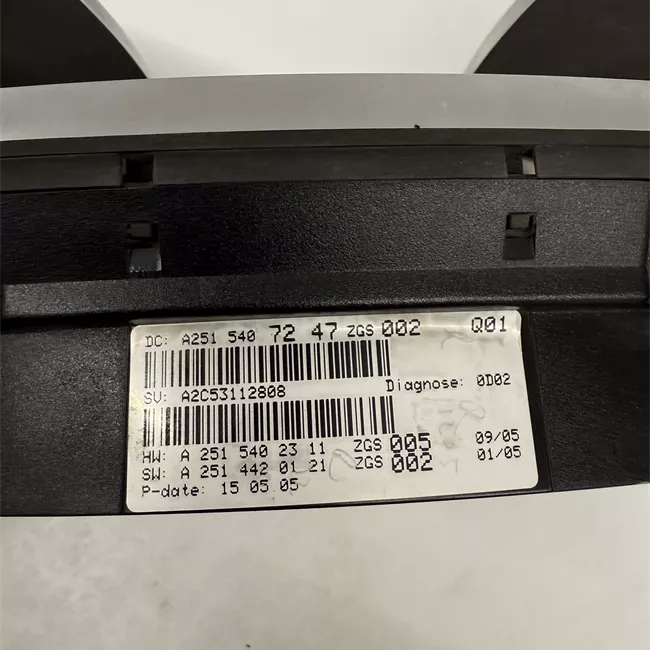 DC: A251 540 72 47 ZGS 002 Q01
SV: A2C53112808 Diagnose: 0D02
HW: A 251 540 23 11 ZGS 005 09/05
SW: A 251 442 01 21 ZGS 002 01/05
P-date: 15 05 05